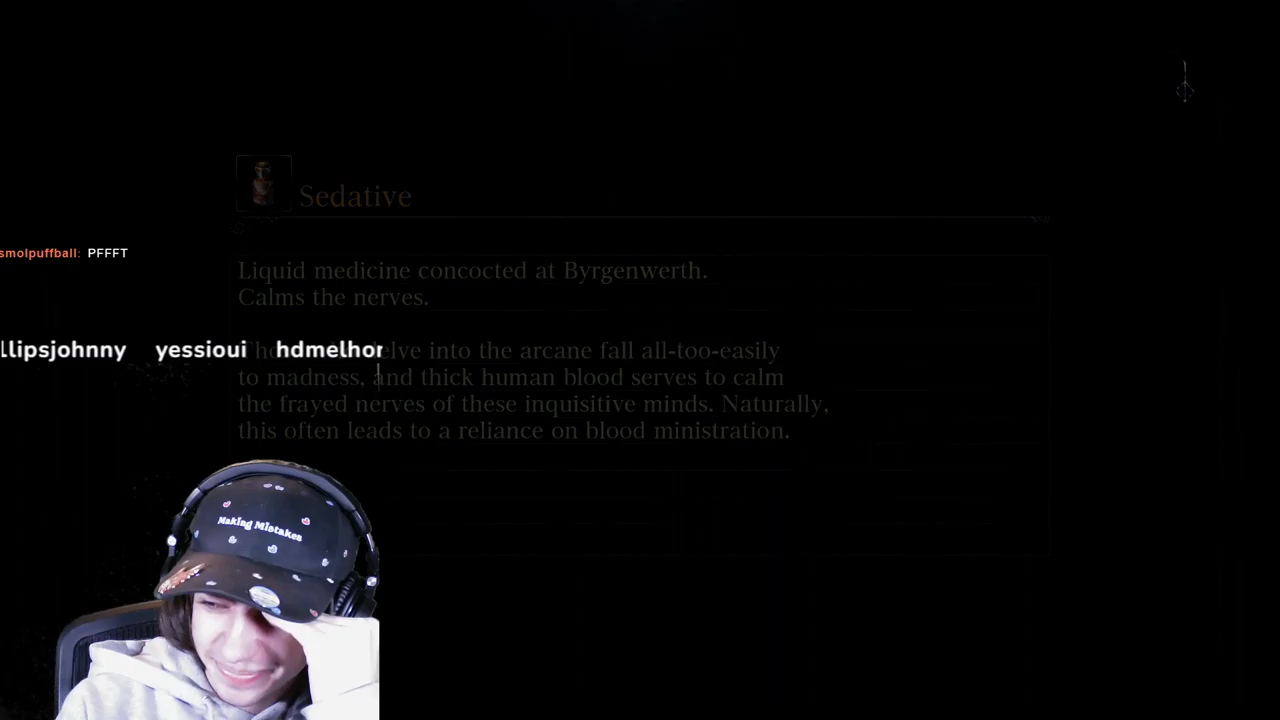 Sedative
smolpuffball: PFFFT
Liquid medicine concocted at Byrgenwerth.
Calms the nerves.
llipsjohnny yessioui hdmelhor
delve into the arcane fall all-too-easily
to madness, and thick human blood serves to calm
the frayed nerves of these inquisitive minds. Naturally,
this often leads to a reliance on blood ministration.
Making Mistakes